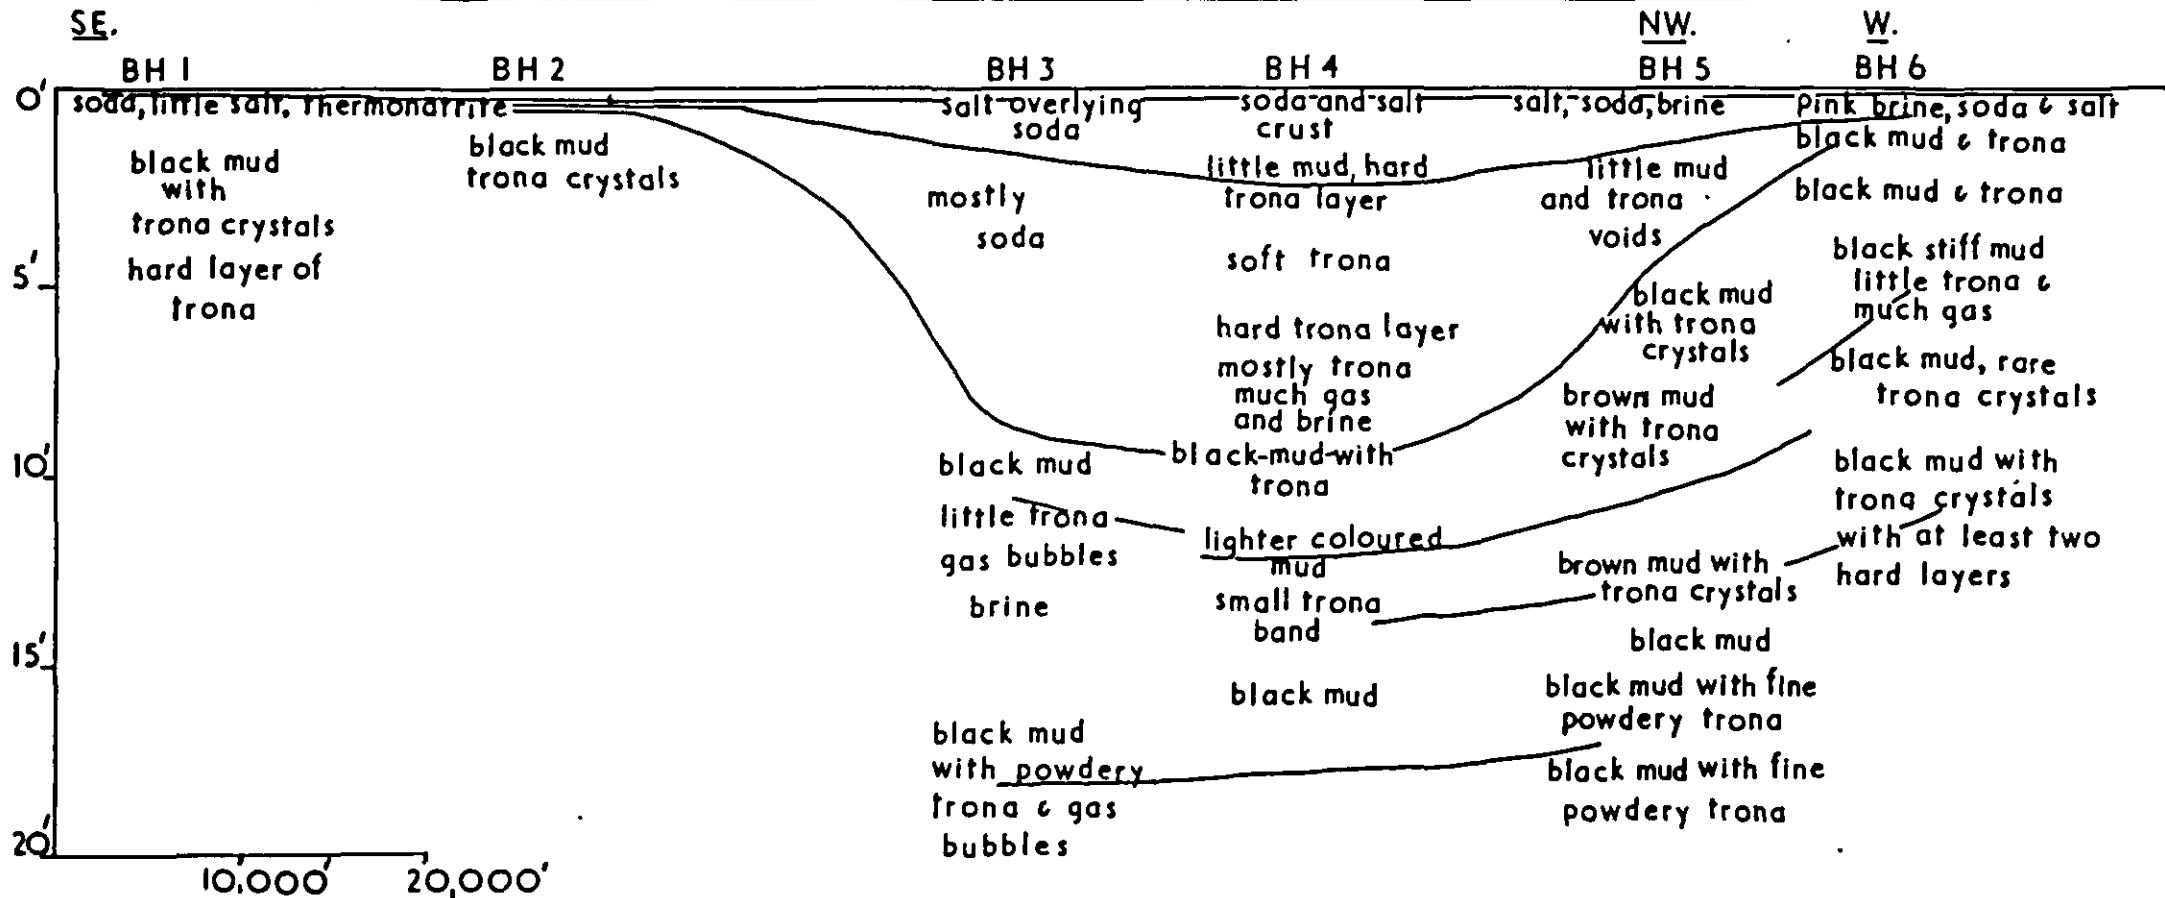 SE.
NW.
W.
BH 1
BH 2
BH 3
BH 4
BH 5
BH 6
0'
5'
10'
15'
20'
10,000'
20,000'
soda, little salt, thermonatrite
black mud
with
trona crystals
hard layer of
trona
black mud
trona crystals
salt overlying
soda
mostly
soda
black mud
little trona
gas bubbles
brine
black mud
with powdery
trona & gas
bubbles
soda and salt
crust
little mud, hard
trona layer
soft trona
hard trona layer
mostly trona
much gas
and brine
black mud with
trona
lighter coloured
mud
small trona
band
black mud
salt, soda, brine
little mud
and trona
voids
black mud
with trona
crystals
brown mud
with trona
crystals
brown mud with
trona crystals
black mud
black mud with fine
powdery trona
black mud with fine
powdery trona
pink brine, soda & salt
black mud & trona
black mud & trona
black stiff mud
little trona &
much gas
black mud, rare
trona crystals
black mud with
trona crystals
with at least two
hard layers